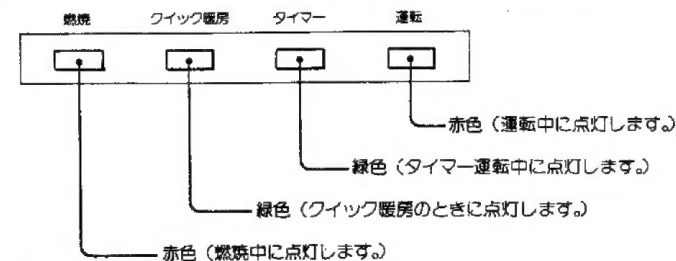 燃焼 クイック暖房 タイマー 運転
赤色（運転中に点灯します。）
緑色（タイマー運転中に点灯します。）
緑色（クイック暖房のときに点灯します。）
赤色（燃焼中に点灯します。）